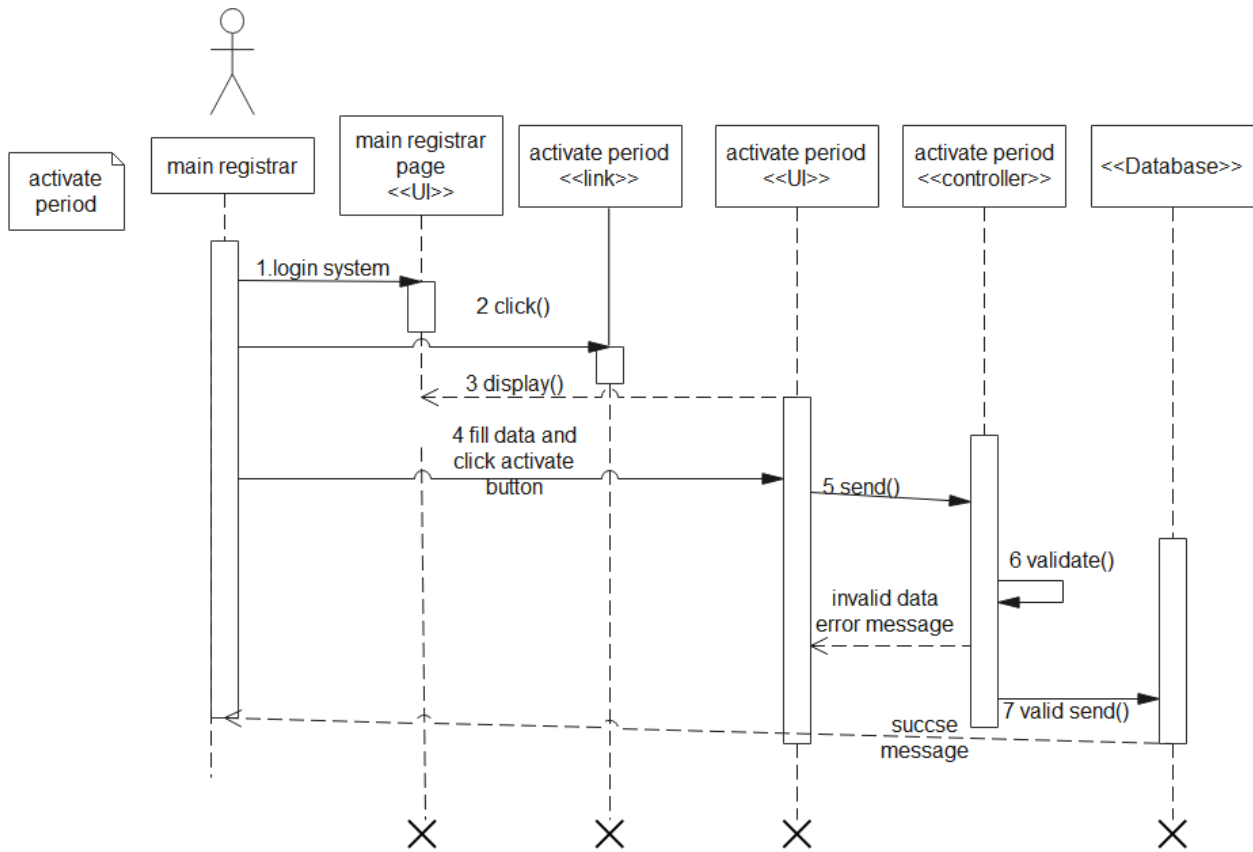 activate
period
main registrar
main registrar
page
<<UI>>
activate period
<<link>>
activate period
<<UI>>
activate period
<<controller>>
<<Database>>
1.login system
2 click()
3 display()
4 fill data and
click activate
button
5 send()
6 validate()
invalid data
error message
7 valid send()
succse
message